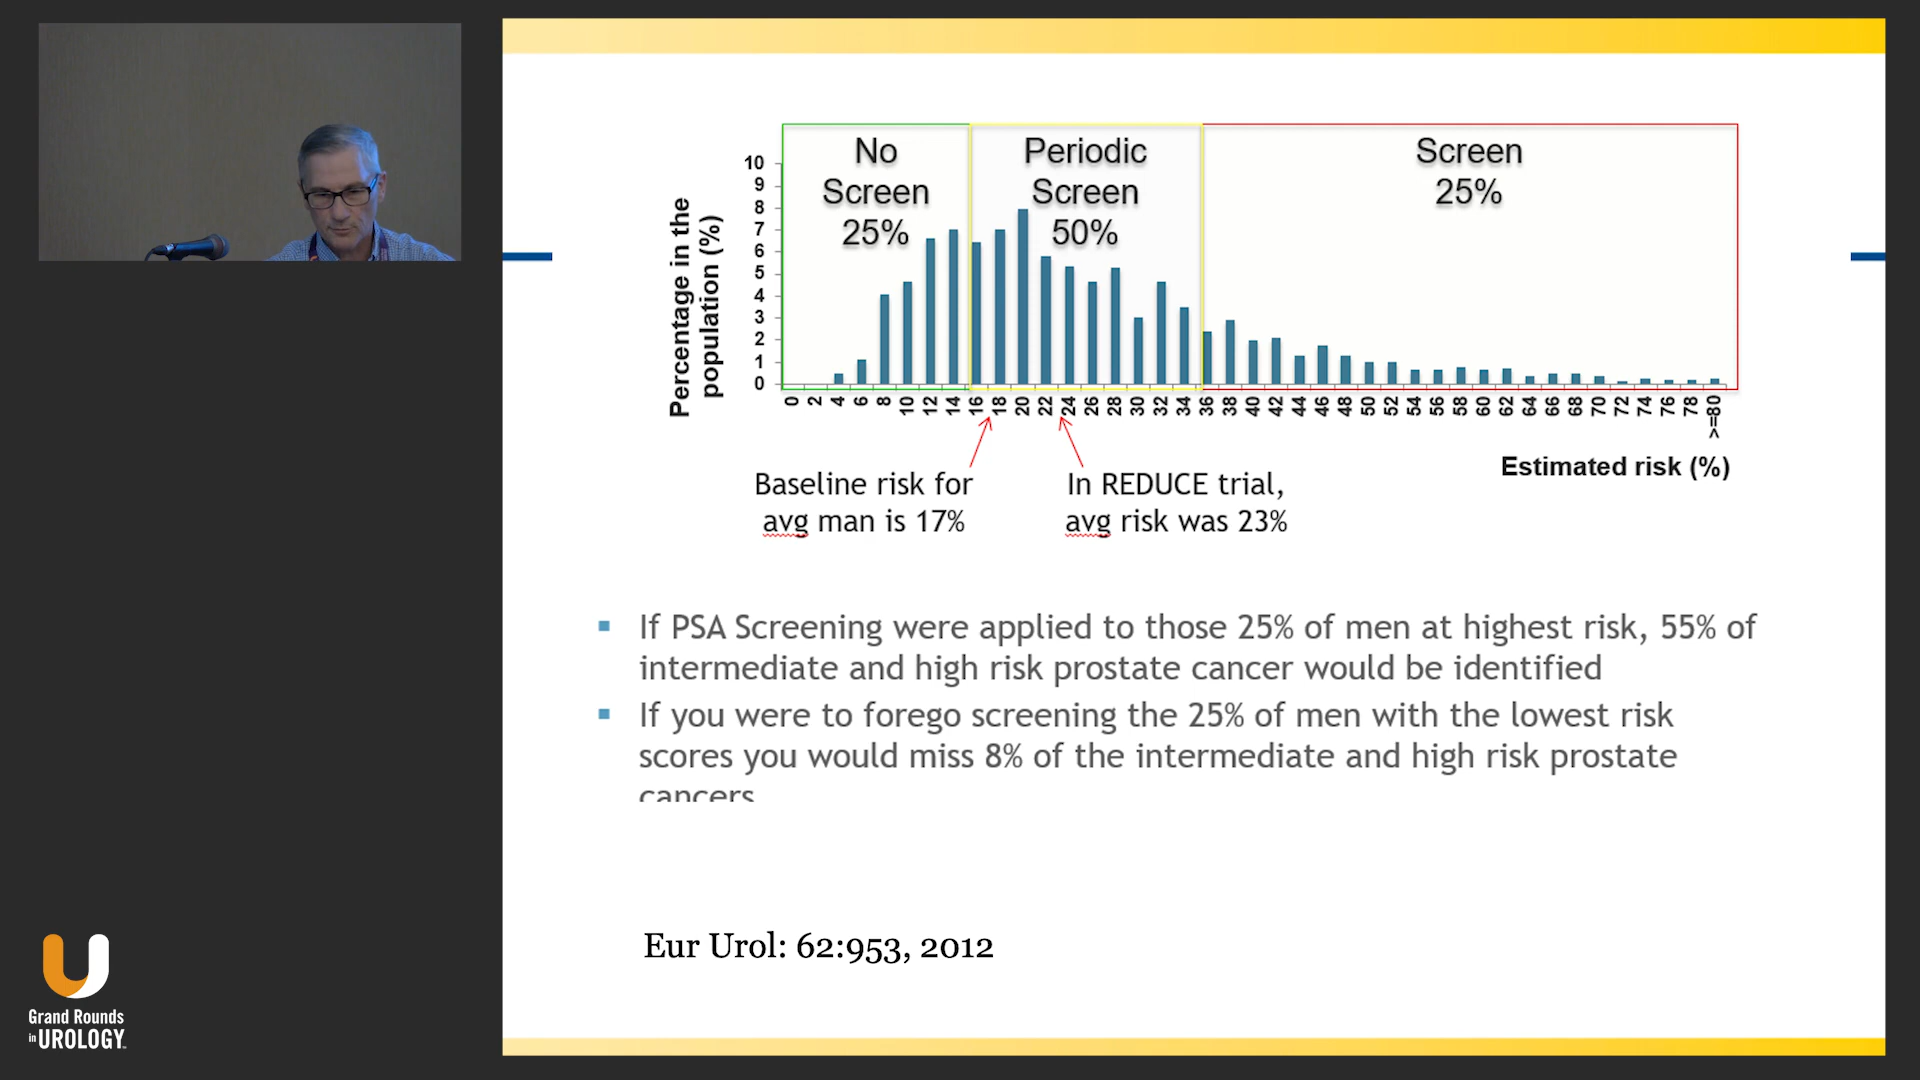 No
Screen
25%
Periodic
Screen
50%
Screen
25%
Percentage in the
population (%)
10
9
8
7
6
5
4
3
2
1
0
0 2 4 6 8 10 12 14 16 18 20 22 24 26 28 30 32 34 36 38 40 42 44 46 48 50 52 54 56 58 60 62 64 66 68 70 72 74 76 78 >=80
Estimated risk (%)
Baseline risk for
avg man is 17%
In REDUCE trial,
avg risk was 23%
▪ If PSA Screening were applied to those 25% of men at highest risk, 55% of
intermediate and high risk prostate cancer would be identified
▪ If you were to forego screening the 25% of men with the lowest risk
scores you would miss 8% of the intermediate and high risk prostate
cancers
Eur Urol: 62:953, 2012
Grand Rounds
in UROLOGY